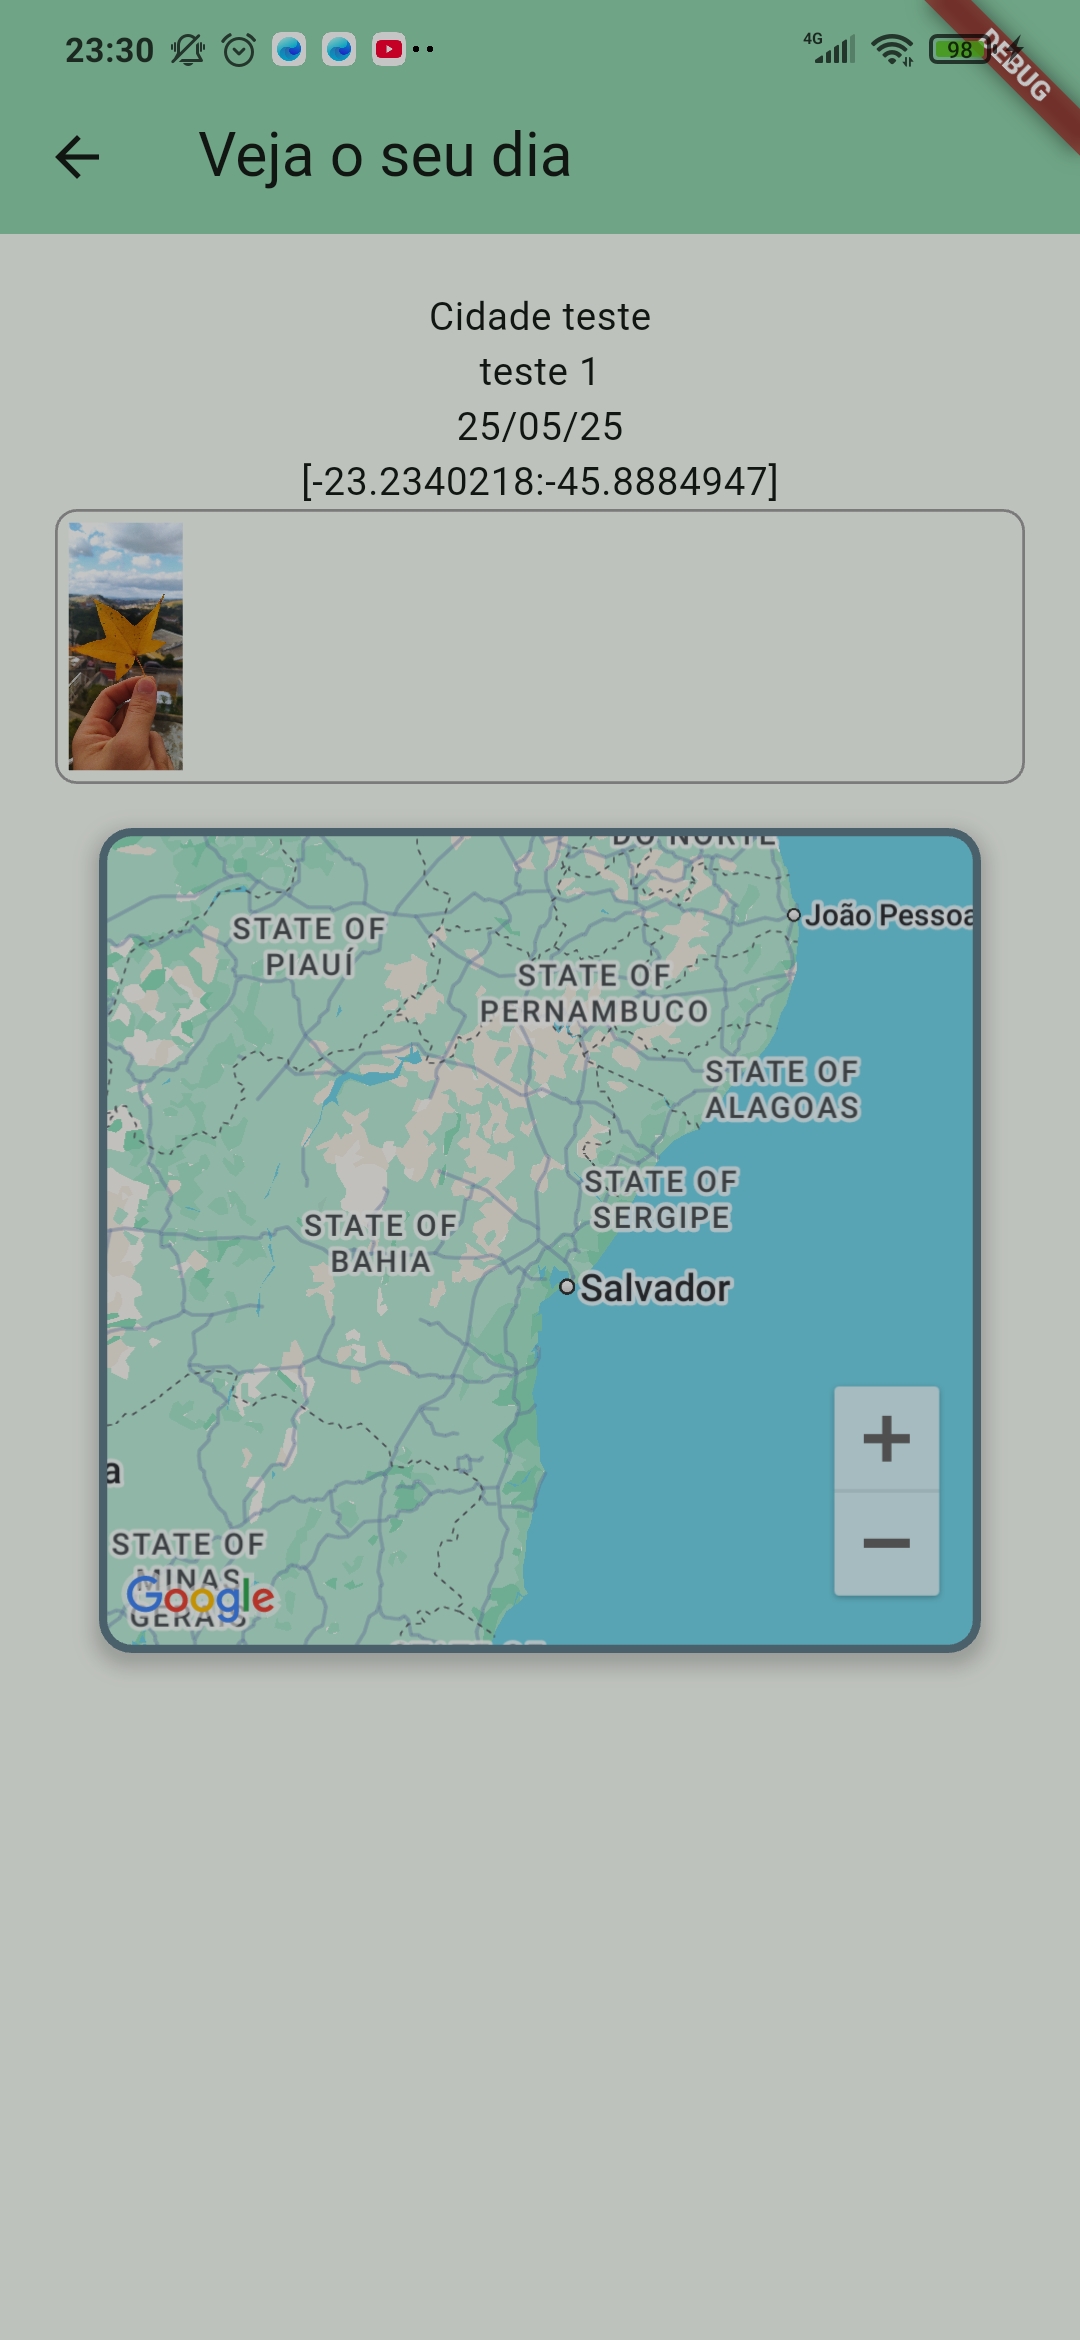 23:30
4G
98
DEBUG
Veja o seu dia
Cidade teste
teste 1
25/05/25
[-23.2340218:-45.8884947]
DO NORTE
João Pessoa
STATE OF
PIAUÍ
STATE OF
PERNAMBUCO
STATE OF
ALAGOAS
STATE OF
SERGIPE
STATE OF
BAHIA
Salvador
a
STATE OF
MINAS
GERAIS
Google